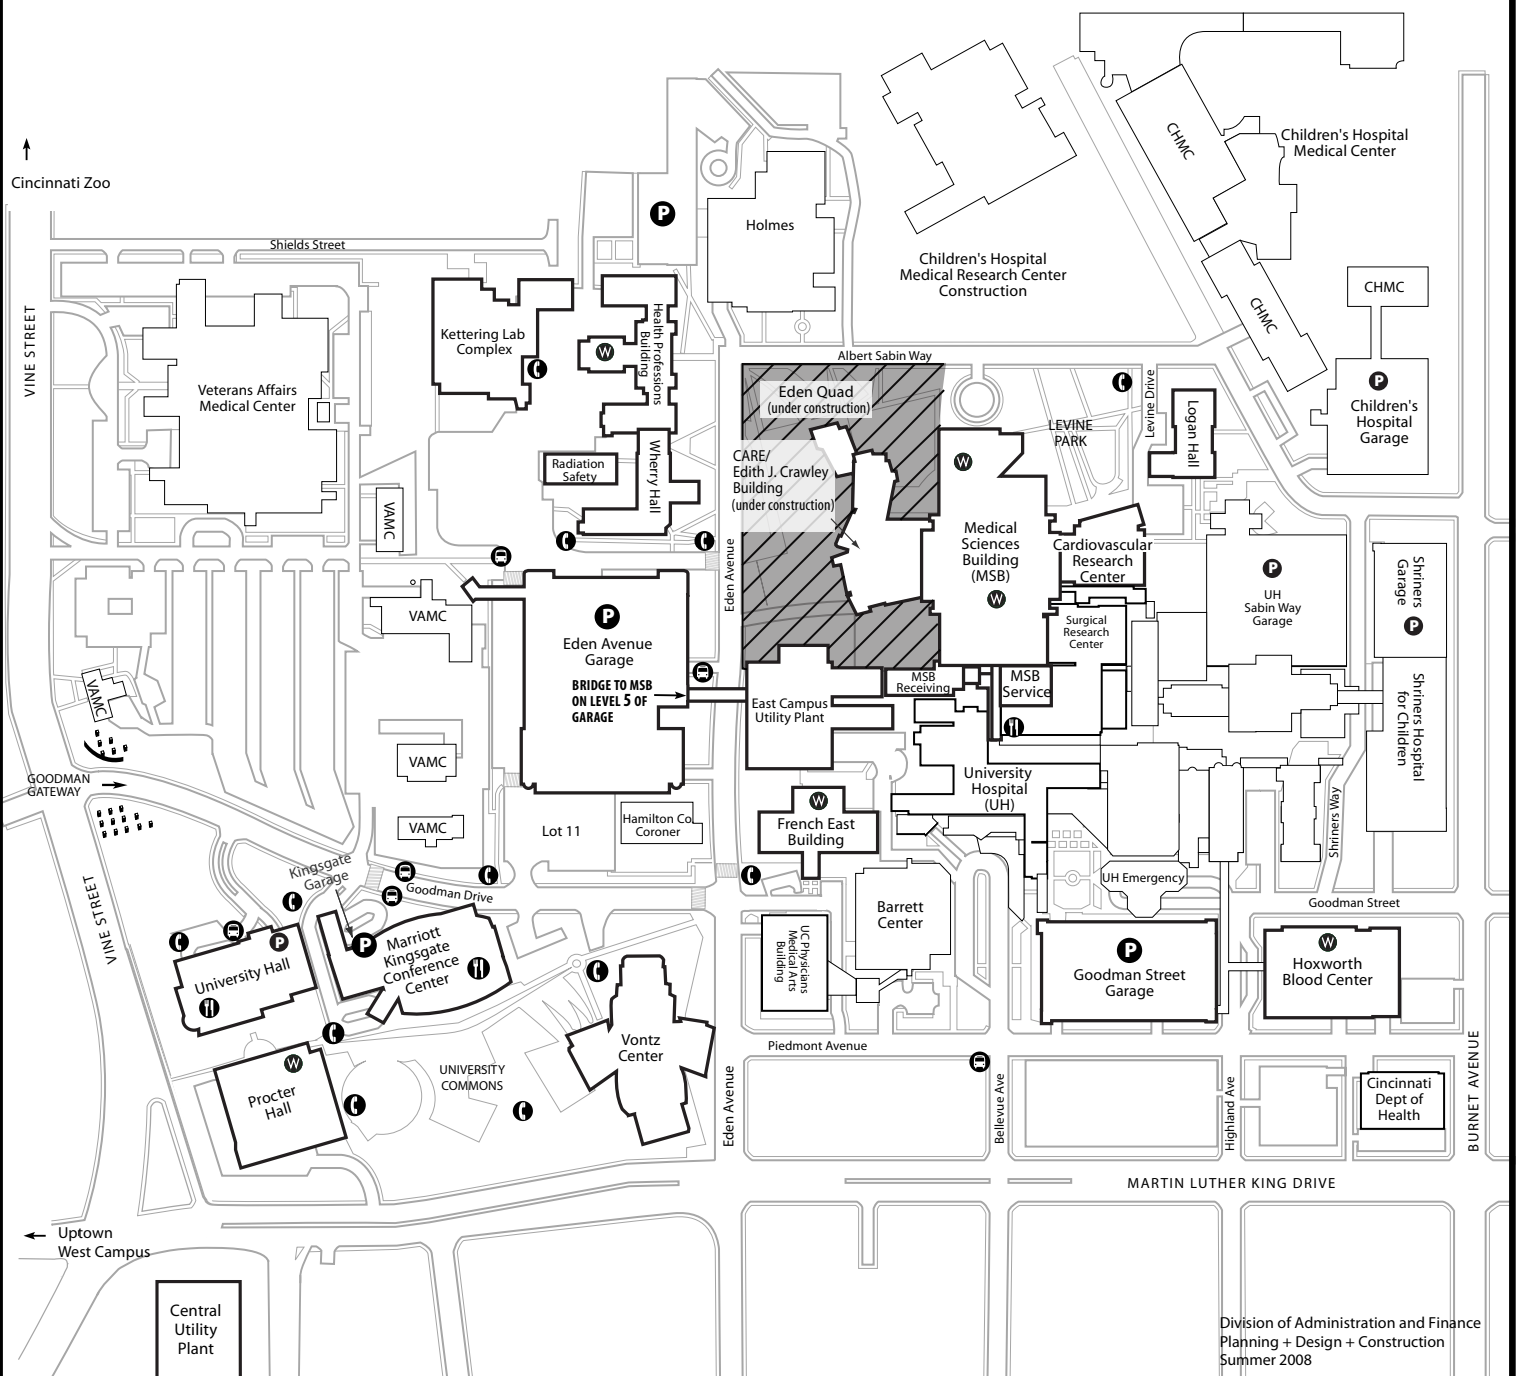 CHMC
Children's Hospital
Medical Center
Cincinnati Zoo
P
Holmes
Shields Street
Children's Hospital
Medical Research Center
Construction
CHMC
CHMC
VINE STREET
Kettering Lab
Complex
Health Professions
Building
W
Albert Sabin Way
Veterans Affairs
Medical Center
Eden Quad
(under construction)
Levine Drive
P
Children's
Hospital
Garage
LEVINE
PARK
Logan Hall
CARE/
Edith J. Crawley
Building
(under construction)
W
Radiation
Safety
Wherry Hall
VAMC
Medical
Sciences
Building
(MSB)
W
Cardiovascular
Research
Center
Eden Avenue
P
UH
Sabin Way
Garage
Shriners
Garage
P
VAMC
P
Eden Avenue
Garage
BRIDGE TO MSB
ON LEVEL 5 OF
GARAGE
Surgical
Research
Center
MSB
Receiving
MSB
Service
VAMC
East Campus
Utility Plant
Shriners Hospital
for Children
GOODMAN
GATEWAY
VAMC
University
Hospital
(UH)
W
French East
Building
Hamilton Co.
Coroner
Lot 11
VAMC
Shriners Way
Kingsgate
Garage
Goodman Drive
UH Emergency
Goodman Street
VINE STREET
Barrett
Center
UC Physicians
Medical Arts
Building
P
University Hall
P
Marriott
Kingsgate
Conference
Center
P
Goodman Street
Garage
W
Hoxworth
Blood Center
Vontz
Center
Piedmont Avenue
W
Procter
Hall
UNIVERSITY
COMMONS
Eden Avenue
Bellevue Ave
Highland Ave
Cincinnati
Dept of
Health
BURNET AVENUE
MARTIN LUTHER KING DRIVE
Uptown
West Campus
Central
Utility
Plant
Division of Administration and Finance
Planning + Design + Construction
Summer 2008